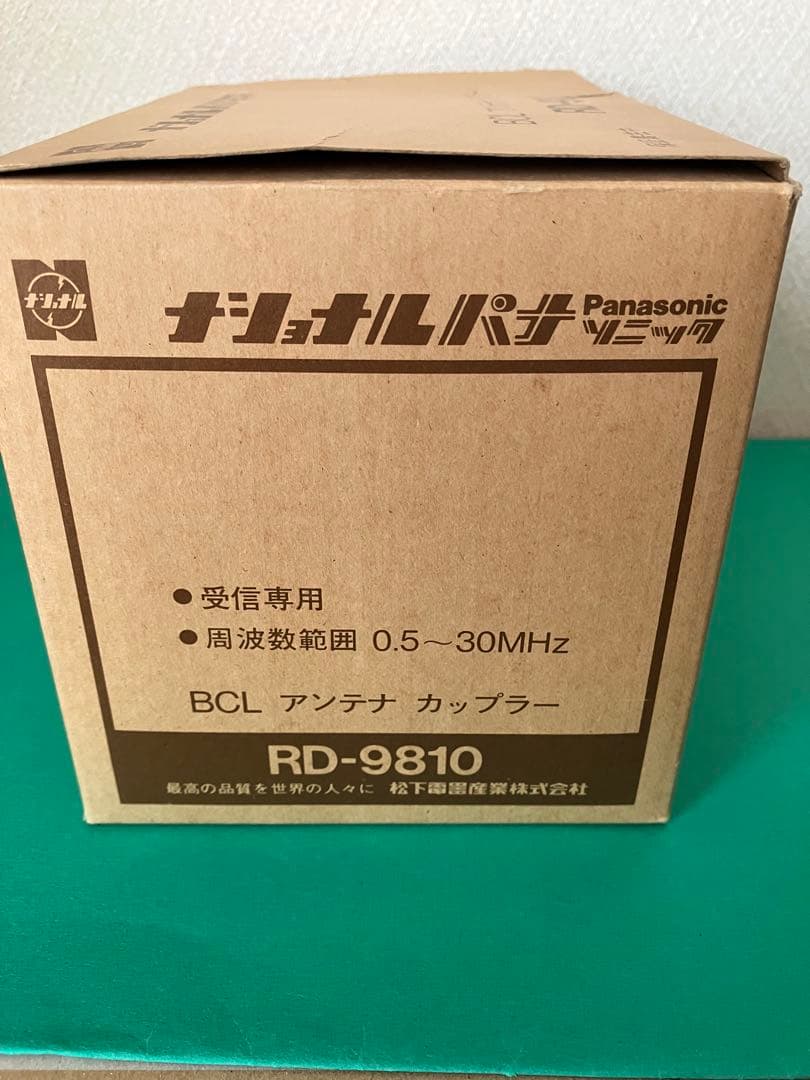 ナショナル
ナショナル パナソニック Panasonic
●受信専用
●周波数範囲 0.5～30MHz
BCL アンテナ カップラー
RD-9810
最高の品質を世界の人々に 松下電器産業株式会社